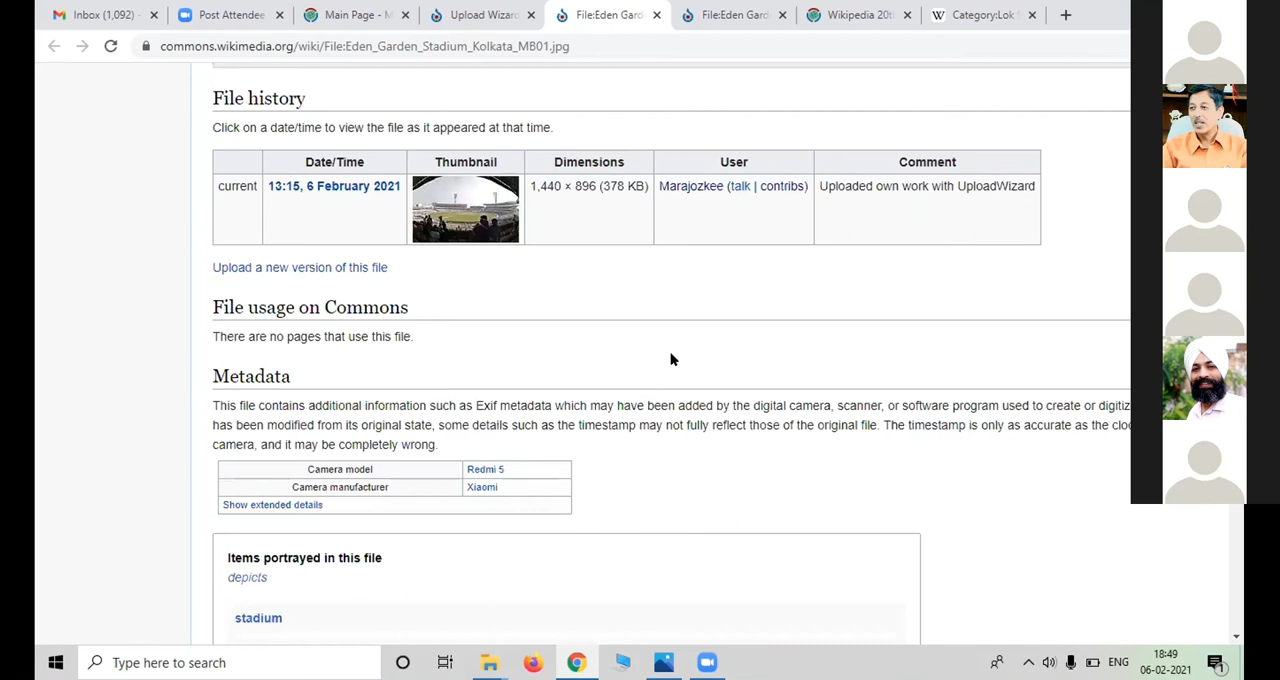 Inbox (1,092) -
Post Attendee
Main Page - M
Upload Wizard
File:Eden Gard
File:Eden Gard
Wikipedia 20th
Category:Lok
commons.wikimedia.org/wiki/File:Eden_Garden_Stadium_Kolkata_MB01.jpg
File history
Click on a date/time to view the file as it appeared at that time.
Date/Time Thumbnail Dimensions User Comment
current 13:15, 6 February 2021 1,440 × 896 (378 KB) Marajozkee (talk | contribs) Uploaded own work with UploadWizard
Upload a new version of this file
File usage on Commons
There are no pages that use this file.
Metadata
This file contains additional information such as Exif metadata which may have been added by the digital camera, scanner, or software program used to create or digitiz
has been modified from its original state, some details such as the timestamp may not fully reflect those of the original file. The timestamp is only as accurate as the cloc
camera, and it may be completely wrong.
Camera model Redmi 5
Camera manufacturer Xiaomi
Show extended details
Items portrayed in this file
depicts
stadium
Type here to search
ENG
18:49
06-02-2021
1